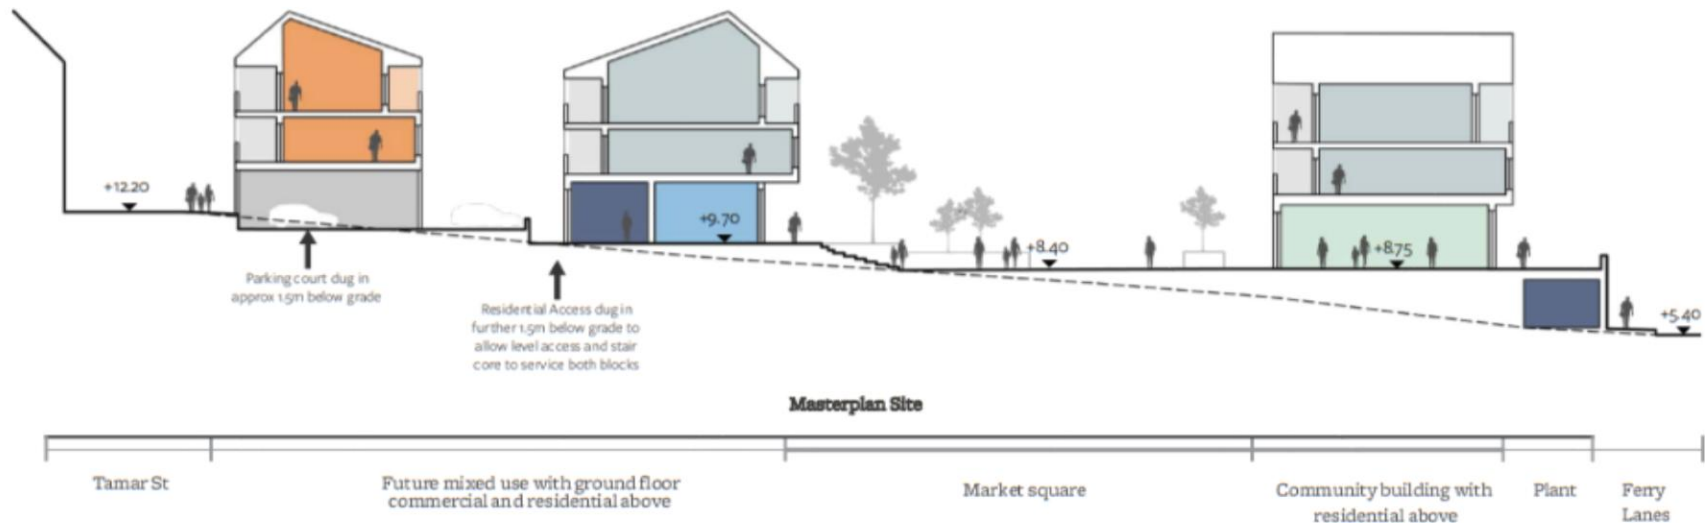 +12.20
+9.70
+8.40
+8.75
+5.40
Parking court dug in
approx 1.5m below grade
Residential Access dug in
further 1.5m below grade to
allow level access and stair
core to service both blocks
Masterplan Site
Tamar St
Future mixed use with ground floor
commercial and residential above
Market square
Community building with
residential above
Plant
Ferry
Lanes